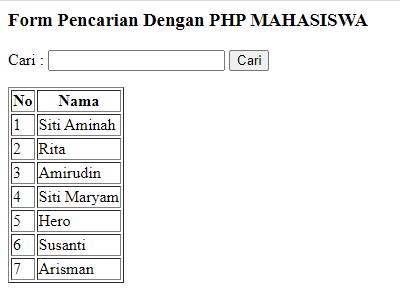 Form Pencarian Dengan PHP MAHASISWA
Cari : Cari
No Nama
1 Siti Aminah
2 Rita
3 Amirudin
4 Siti Maryam
5 Hero
6 Susanti
7 Arisman